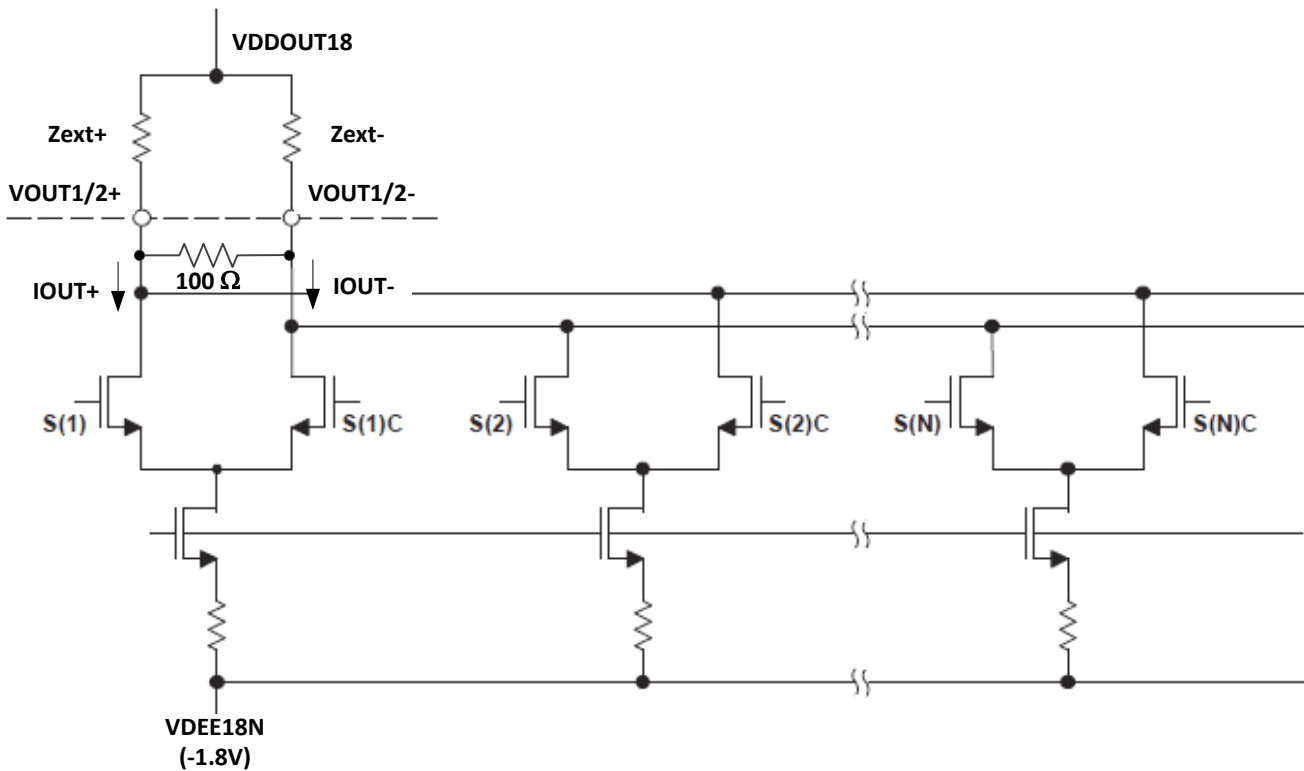 VDDOUT18
Zext+
Zext-
VOUT1/2+
VOUT1/2-
100 Ω
IOUT+
IOUT-
S(1)
S(1)C
S(2)
S(2)C
S(N)
S(N)C
VDEE18N
(-1.8V)